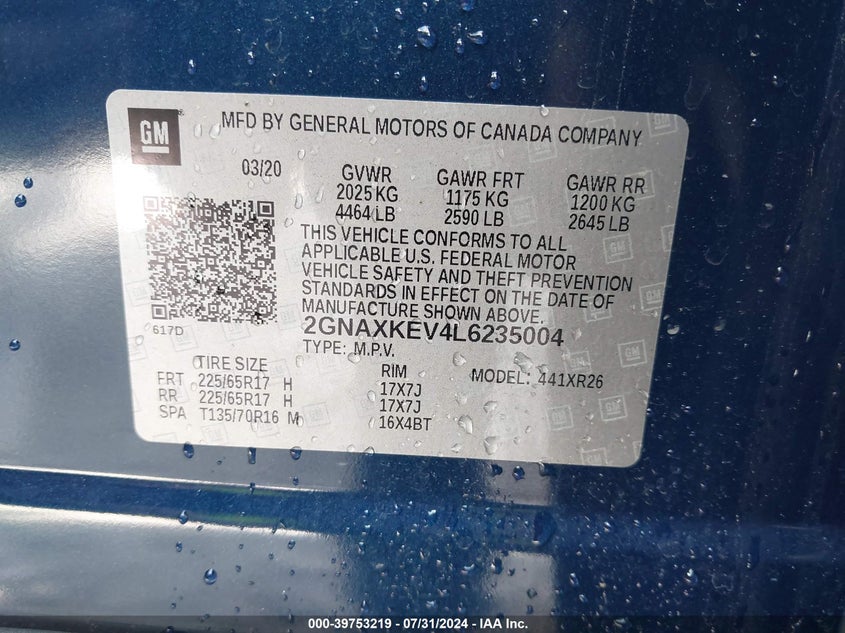 GM
MFD BY GENERAL MOTORS OF CANADA COMPANY
03/20 GVWR GAWR FRT GAWR RR
2025 KG 1175 KG 1200 KG
4464 LB 2590 LB 2645 LB
THIS VEHICLE CONFORMS TO ALL
APPLICABLE U.S. FEDERAL MOTOR
VEHICLE SAFETY AND THEFT PREVENTION
STANDARDS IN EFFECT ON THE DATE OF
MANUFACTURE SHOWN ABOVE.
617D 2GNAXKEV4L6235004
TYPE: M.P.V.
TIRE SIZE RIM MODEL: 441XR26
FRT 225/65R17 H 17X7J
RR 225/65R17 H 17X7J
SPA T135/70R16 M 16X4BT
000-39753219 - 07/31/2024 - IAA Inc.